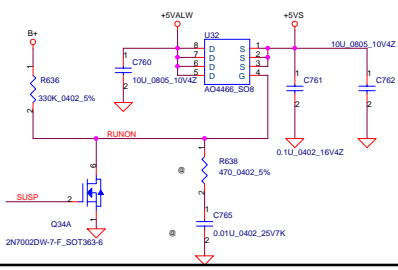 +5VALW
+5VS
B+
U32
8
7
6
5
D
D
D
D
S
S
S
G
1
2
3
4
1
2
C760
10U_0805_10V4Z
AO4466_SO8
10U_0805_10V4Z
1
2
C761
1
2
C762
0.1U_0402_16V4Z
1
2
R636
330K_0402_5%
RUNON
SUSP
6
2
1
Q34A
2N7002DW-7-F_SOT363-6
@
1
2
R638
470_0402_5%
@
1
2
C765
0.01U_0402_25V7K